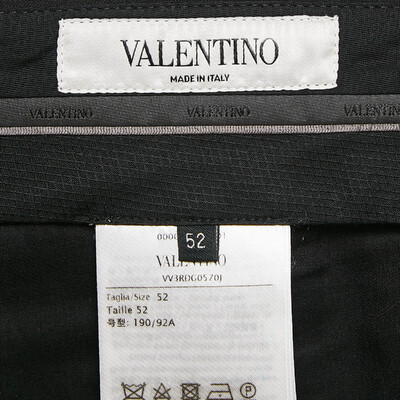 VALENTINO
MADE IN ITALY
VALENTINO VALENTINO VALENTINO
52
VALENTINO
VV3RDG0570J
Taglia/Size 52
Taille 52
号型: 190/92A
P